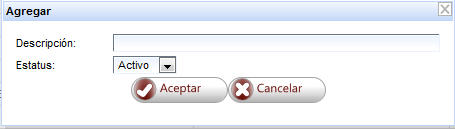 Agregar
Descripción:
Estatus: Activo
Aceptar Cancelar